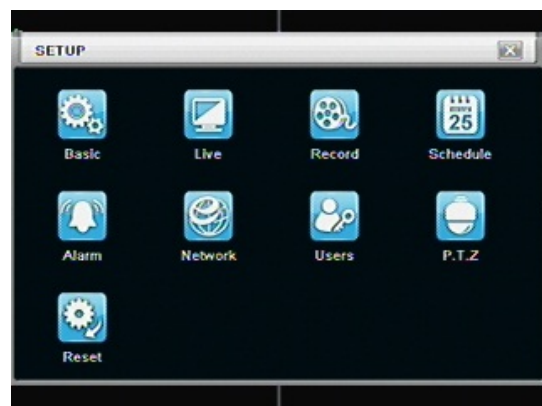 SETUP
Basic
Live
Record
25
Schedule
Alarm
Network
Users
P.T.Z
Reset